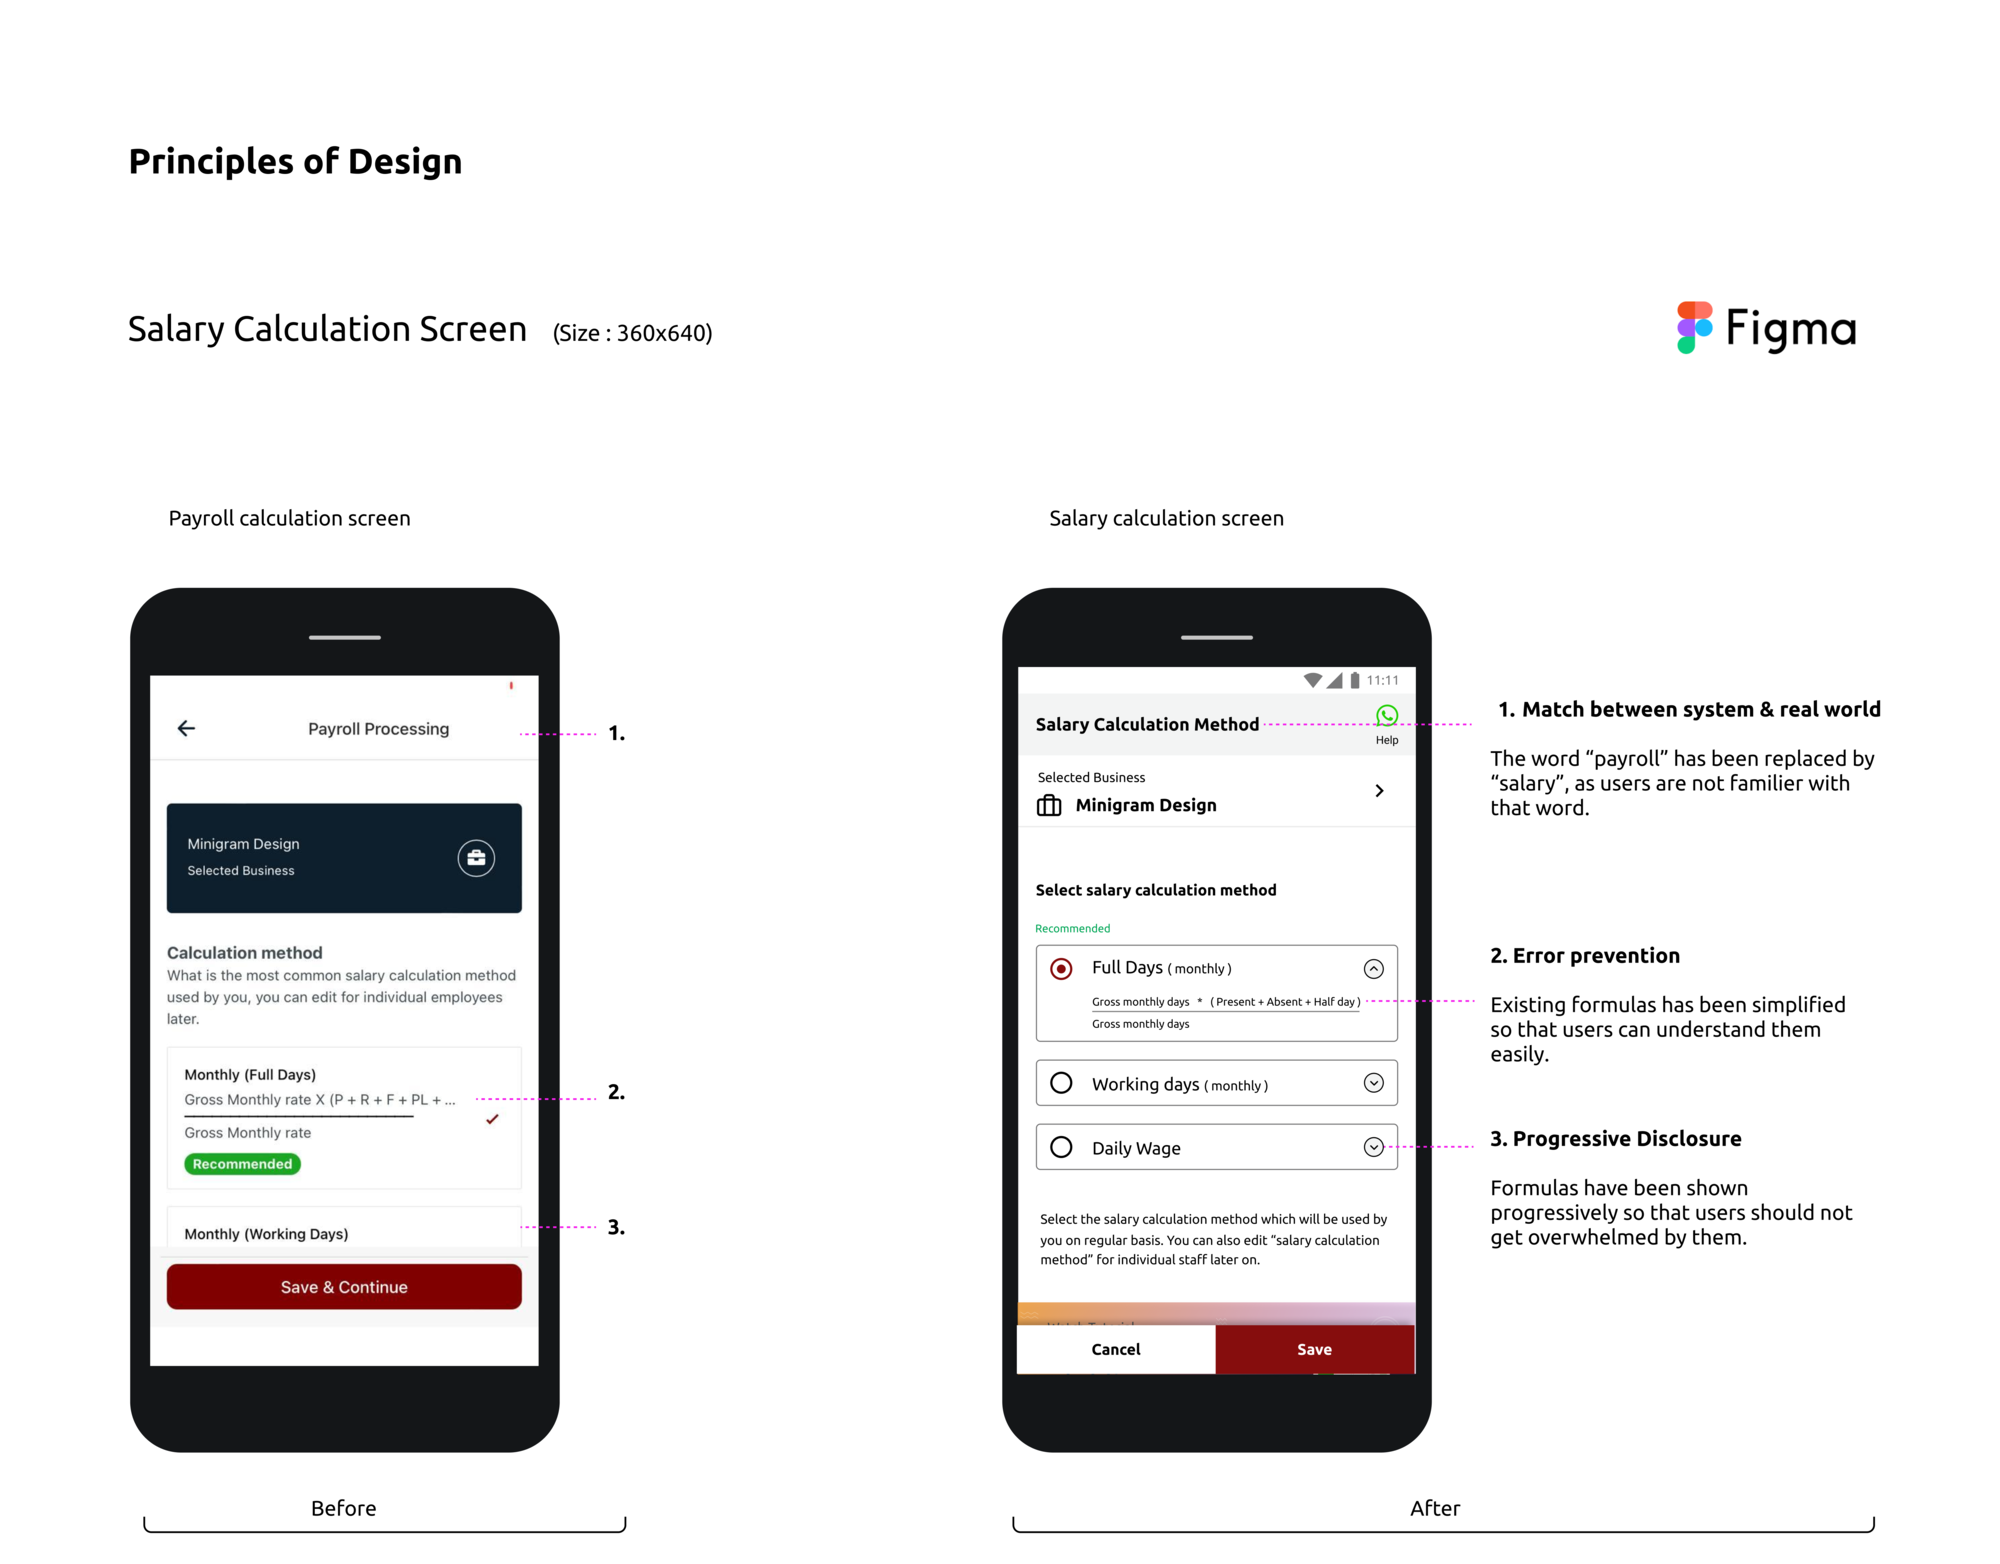 Principles of Design
Salary Calculation Screen (Size : 360x640)
Figma
Payroll calculation screen
Payroll Processing
1.
Minigram Design
Selected Business
Calculation method
What is the most common salary calculation method
used by you, you can edit for individual employees
later.
Monthly (Full Days)
Gross Monthly rate X (P + R + F + PL + ...
2.
Gross Monthly rate
Recommended
3.
Monthly (Working Days)
Save & Continue
Before
Salary calculation screen
11:11
Salary Calculation Method
Help
Selected Business
Minigram Design
Select salary calculation method
Recommended
Full Days ( monthly )
Gross monthly days * ( Present + Absent + Half day )
Gross monthly days
Working days ( monthly )
Daily Wage
Select the salary calculation method which will be used by
you on regular basis. You can also edit “salary calculation
method” for individual staff later on.
Cancel
Save
1. Match between system & real world
The word “payroll” has been replaced by
“salary”, as users are not familier with
that word.
2. Error prevention
Existing formulas has been simplified
so that users can understand them
easily.
3. Progressive Disclosure
Formulas have been shown
progressively so that users should not
get overwhelmed by them.
After